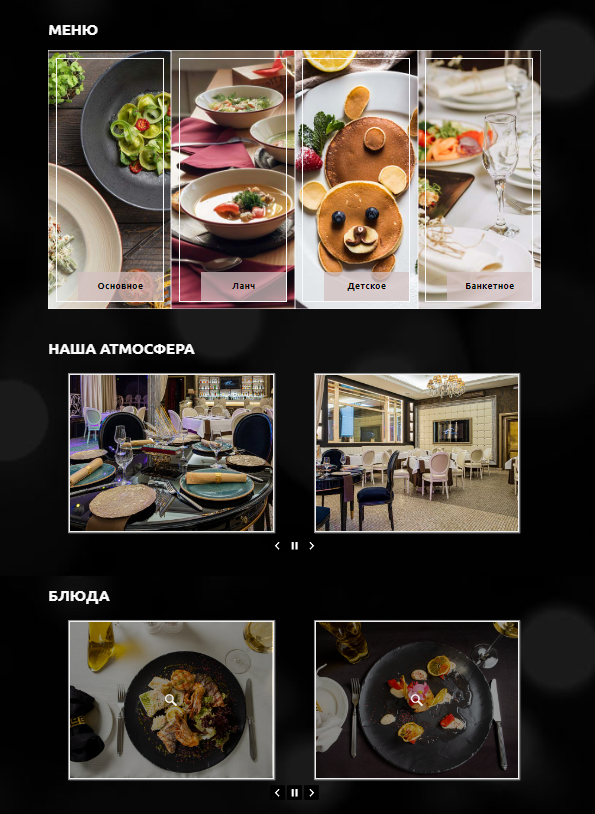 МЕНЮ
Основное
Ланч
Детское
Банкетное
НАША АТМОСФЕРА
БЛЮДА